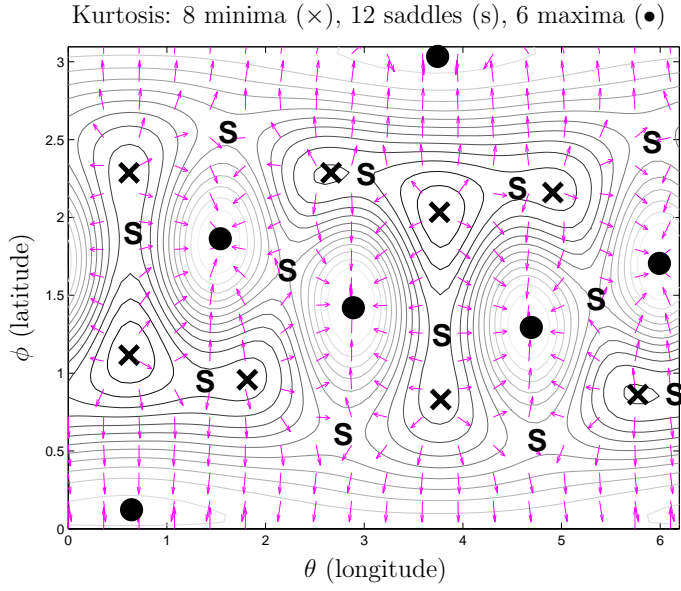 Kurtosis: 8 minima (×), 12 saddles (s), 6 maxima (●)
3
2.5
2
1.5
1
0.5
0
ϕ (latitude)
S
S
S
S
S
S
S
S
S
S
S
S
0 1 2 3 4 5 6
θ (longitude)